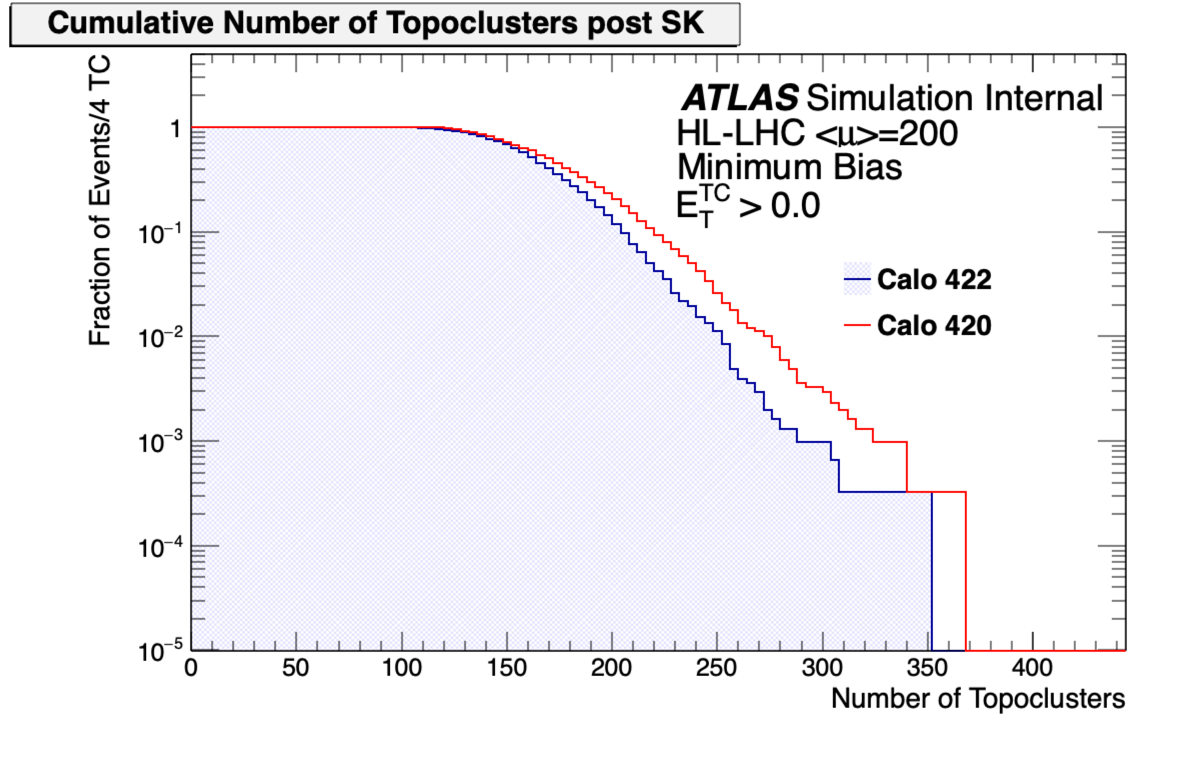 Cumulative Number of Topoclusters post SK
Fraction of Events/4 TC
ATLAS Simulation Internal
HL-LHC <μ>=200
Minimum Bias
E_T^TC > 0.0
Calo 422
Calo 420
1
10⁻¹
10⁻²
10⁻³
10⁻⁴
10⁻⁵
0 50 100 150 200 250 300 350 400
Number of Topoclusters